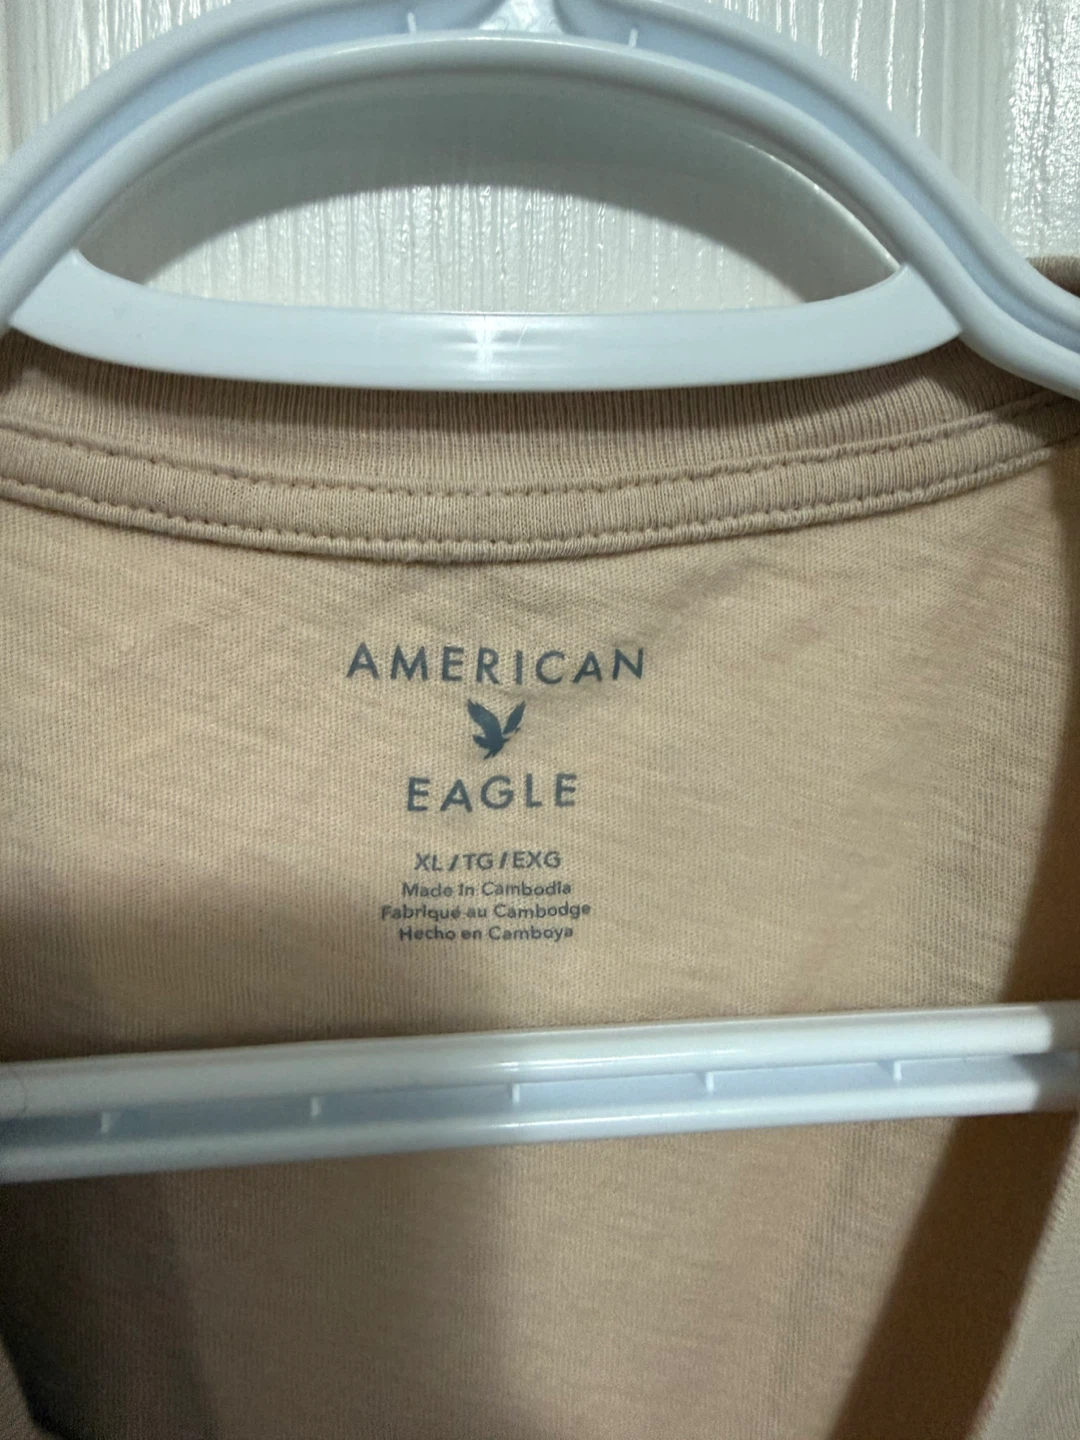 AMERICAN
EAGLE
XL/TG/EXG
Made In Cambodia
Fabriqué au Cambodge
Hecho en Camboya